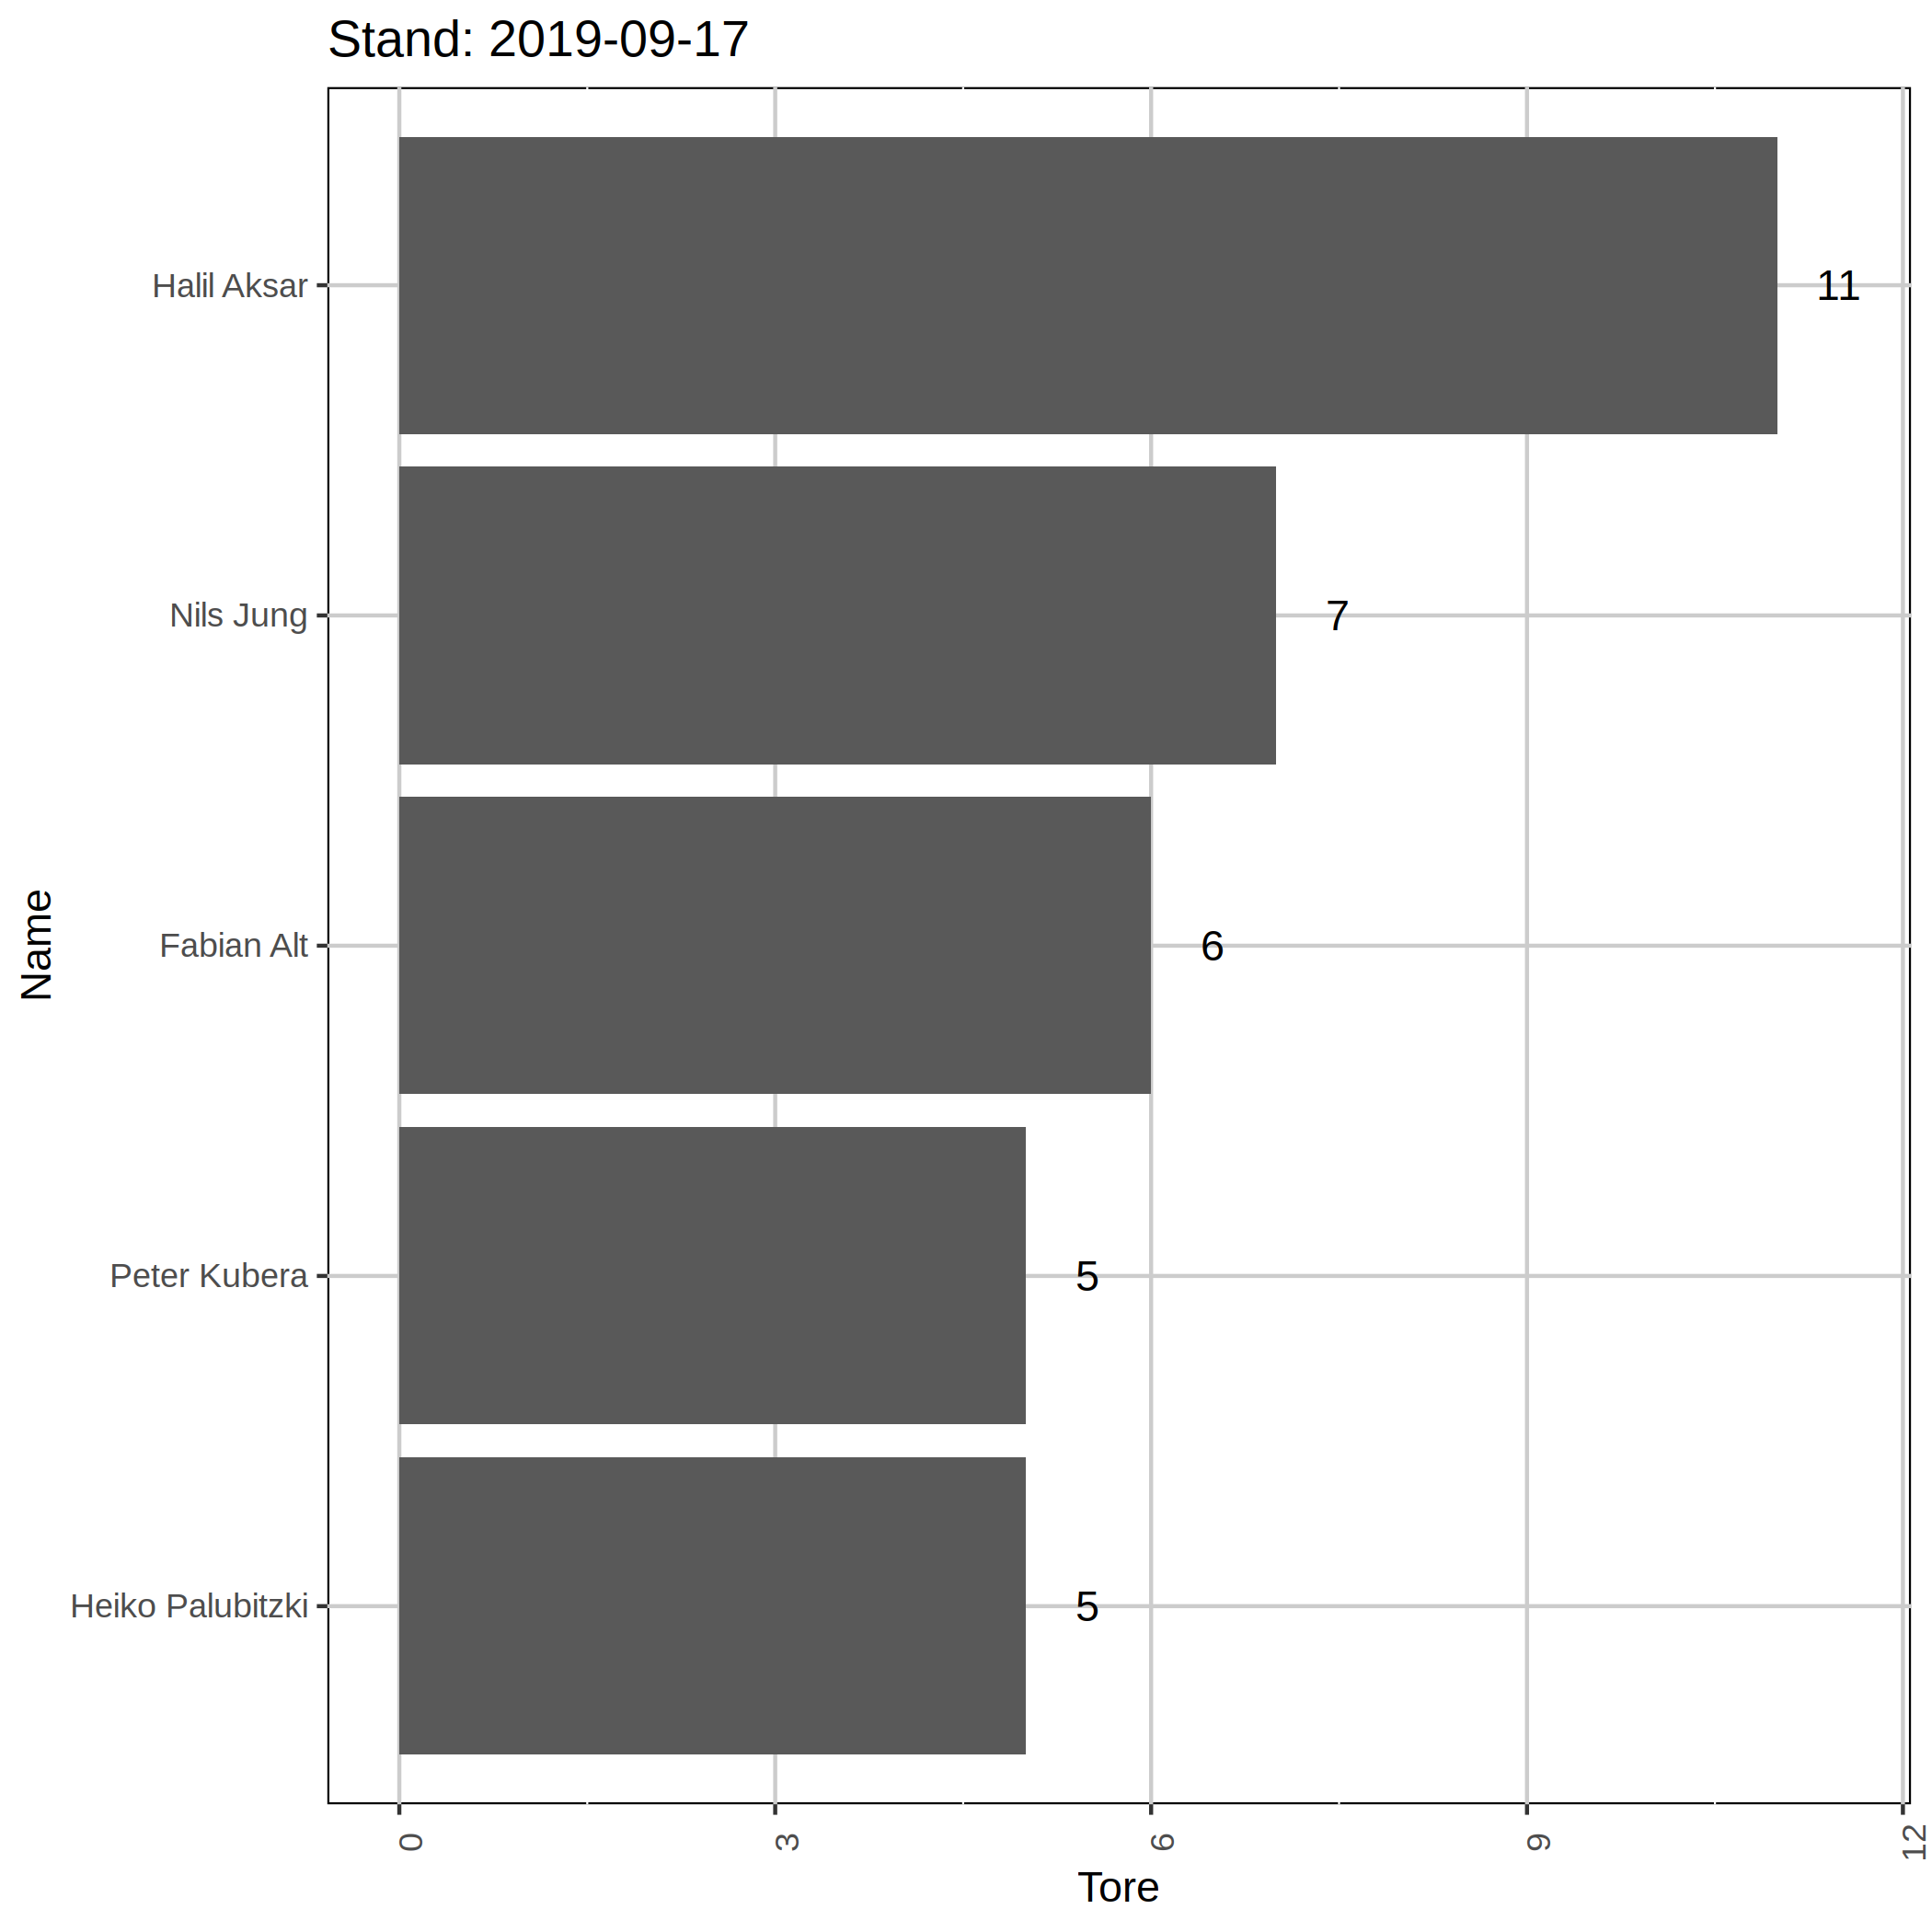 Stand: 2019-09-17
Halil Aksar
11
Nils Jung
7
Fabian Alt
6
Peter Kubera
5
Heiko Palubitzki
5
Name
0
3
6
9
12
Tore